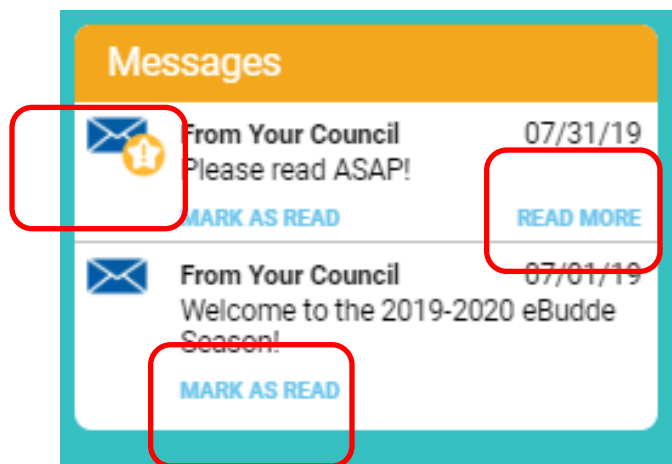 Messages
From Your Council 07/31/19
Please read ASAP!
MARK AS READ READ MORE
From Your Council 07/01/19
Welcome to the 2019-2020 eBudde
Season!
MARK AS READ